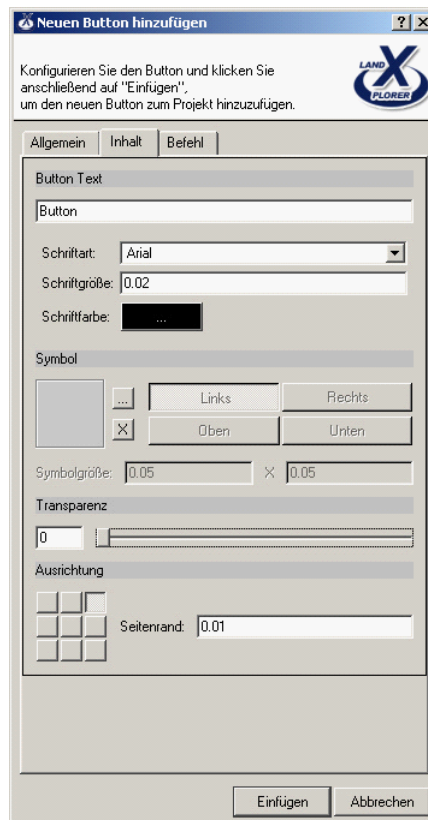 Neuen Button hinzufügen
Konfigurieren Sie den Button und klicken Sie
anschließend auf "Einfügen",
um den neuen Button zum Projekt hinzuzufügen.
LAND
X
PLORER
Allgemein Inhalt Befehl
Button Text
Button
Schriftart: Arial
Schriftgröße: 0.02
Schriftfarbe: ...
Symbol
... Links Rechts
X Oben Unten
Symbolgröße: 0.05 X 0.05
Transparenz
0
Ausrichtung
Seitenrand: 0.01
Einfügen Abbrechen